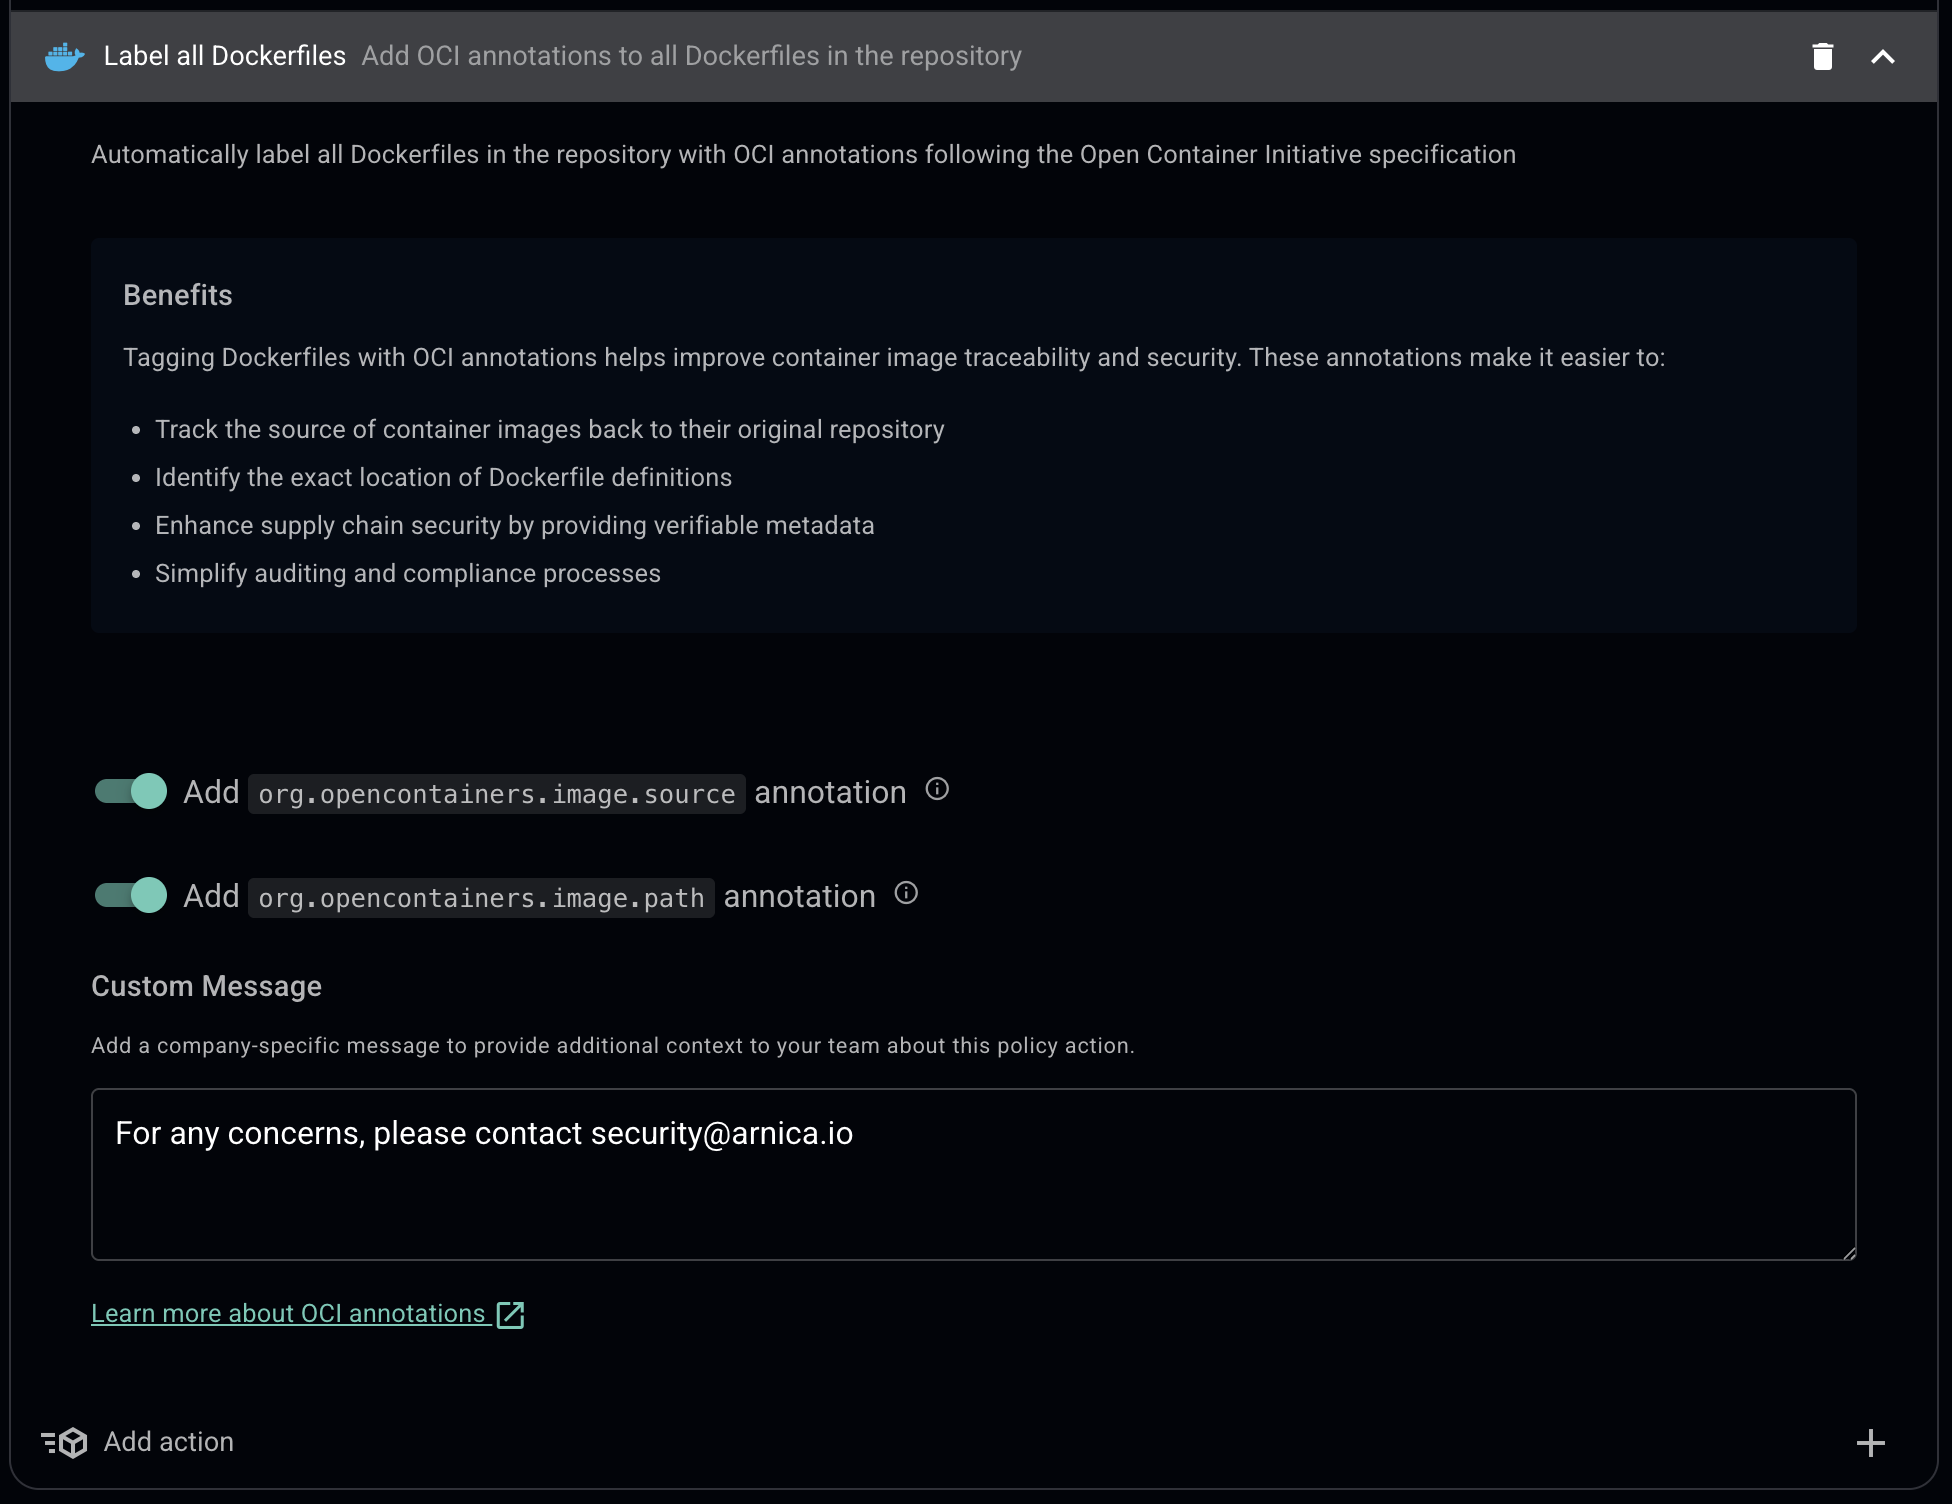 Label all Dockerfiles Add OCI annotations to all Dockerfiles in the repository
Automatically label all Dockerfiles in the repository with OCI annotations following the Open Container Initiative specification
Benefits
Tagging Dockerfiles with OCI annotations helps improve container image traceability and security. These annotations make it easier to:
• Track the source of container images back to their original repository
• Identify the exact location of Dockerfile definitions
• Enhance supply chain security by providing verifiable metadata
• Simplify auditing and compliance processes
Add org.opencontainers.image.source annotation
Add org.opencontainers.image.path annotation
Custom Message
Add a company-specific message to provide additional context to your team about this policy action.
For any concerns, please contact security@arnica.io
Learn more about OCI annotations
Add action